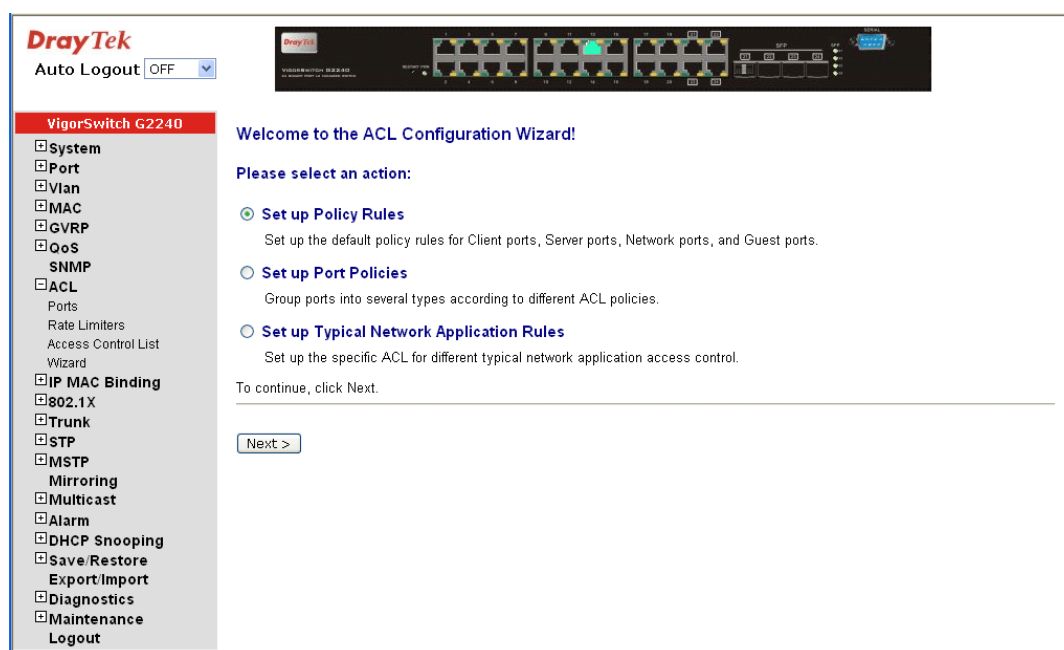 DrayTek
Auto Logout OFF
DrayTek
VIGORSWITCH G2240
SFP
SERIAL
VigorSwitch G2240
System
Port
Vlan
MAC
GVRP
QoS
SNMP
ACL
Ports
Rate Limiters
Access Control List
Wizard
IP MAC Binding
802.1X
Trunk
STP
MSTP
Mirroring
Multicast
Alarm
DHCP Snooping
Save/Restore
Export/Import
Diagnostics
Maintenance
Logout
Welcome to the ACL Configuration Wizard!
Please select an action:
Set up Policy Rules
Set up the default policy rules for Client ports, Server ports, Network ports, and Guest ports.
Set up Port Policies
Group ports into several types according to different ACL policies.
Set up Typical Network Application Rules
Set up the specific ACL for different typical network application access control.
To continue, click Next.
Next >